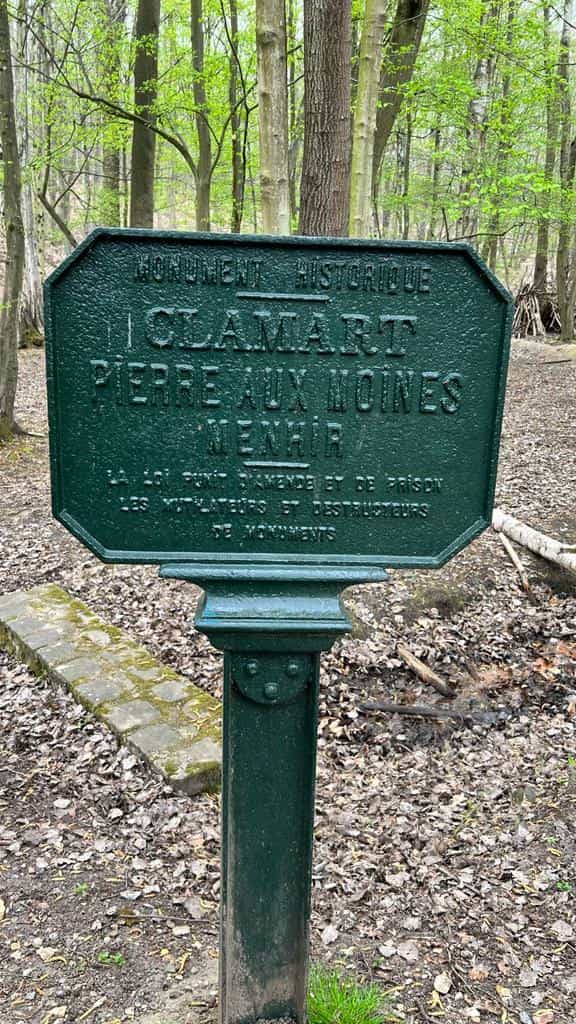 MONUMENT HISTORIQUE
CLAMART
PIERRE AUX MOINES
MENHIR
LA LOI PUNIT D'AMENDE ET DE PRISON
LES MUTILATEURS ET DESTRUCTEURS
DE MONUMENTS